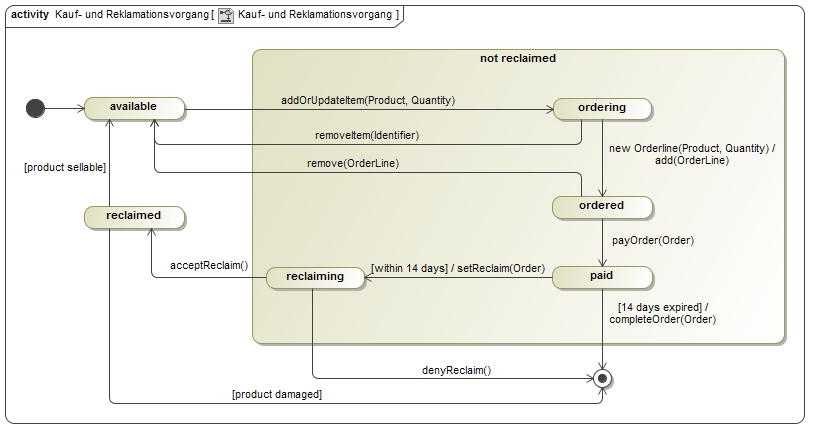 activity Kauf- und Reklamationsvorgang [ Kauf- und Reklamationsvorgang ]
not reclaimed
available
addOrUpdateItem(Product, Quantity)
ordering
removeItem(Identifier)
new Orderline(Product, Quantity) /
add(OrderLine)
remove(OrderLine)
[product sellable]
ordered
reclaimed
payOrder(Order)
acceptReclaim()
[within 14 days] / setReclaim(Order)
reclaiming
paid
[14 days expired] /
completeOrder(Order)
denyReclaim()
[product damaged]